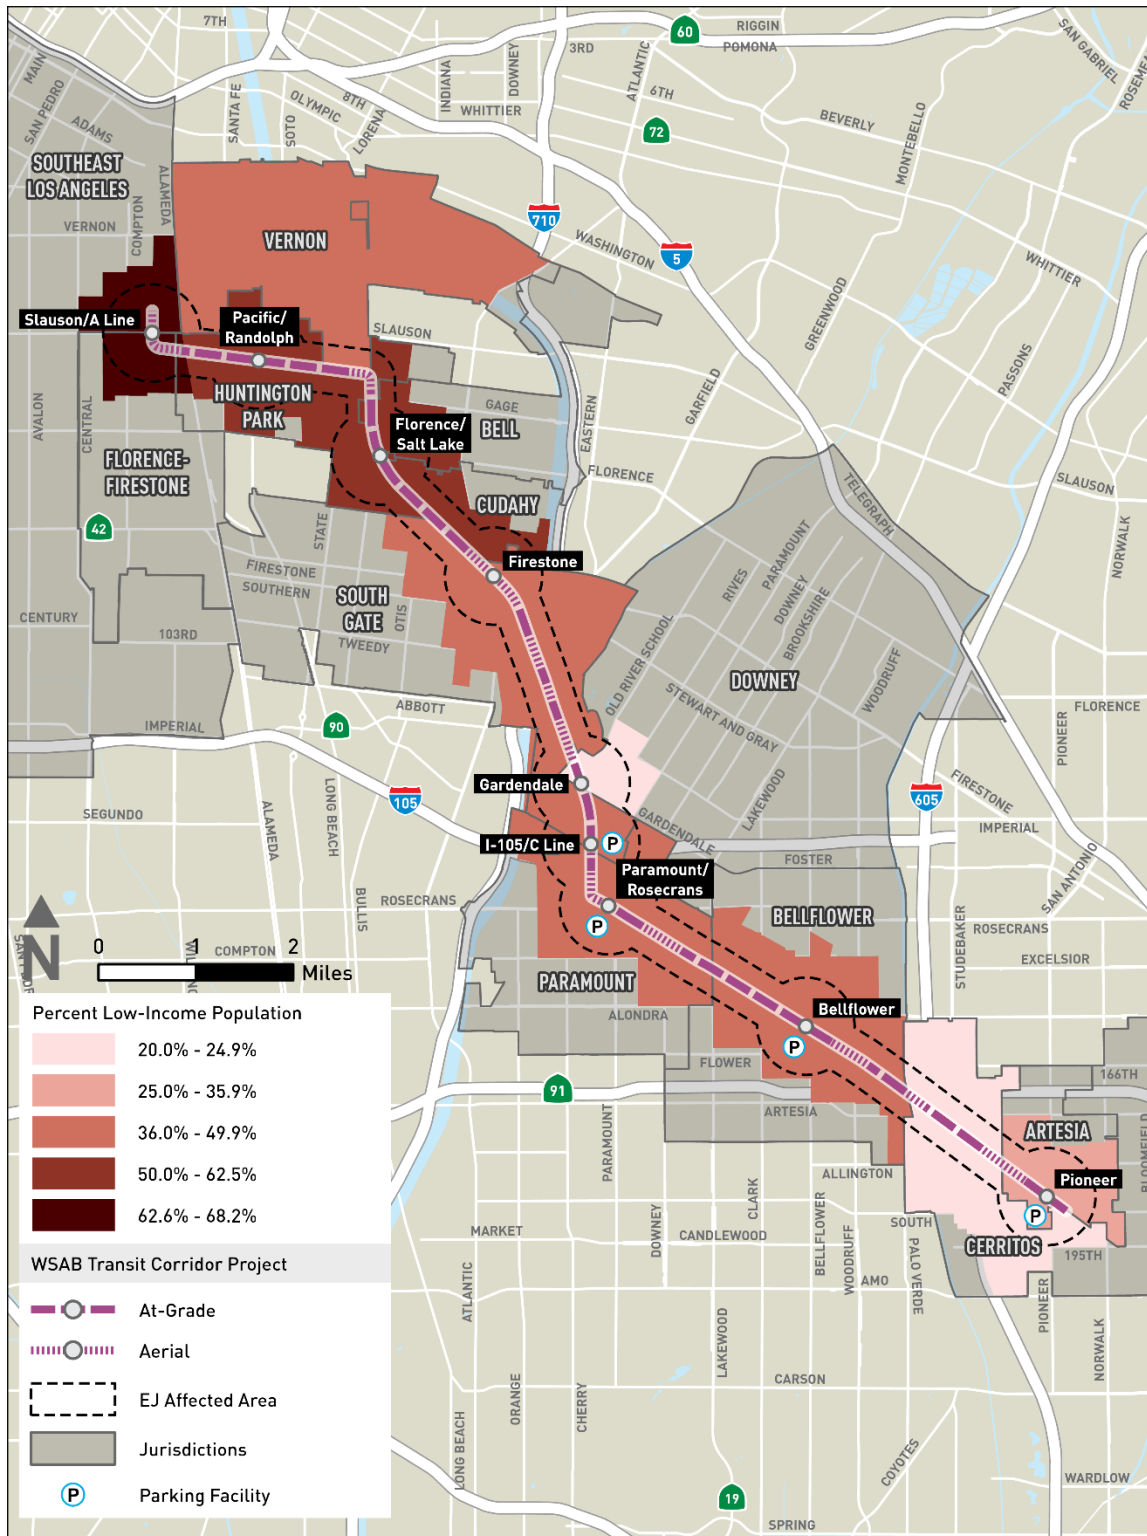 7TH
RIGGIN
60
POMONA
3RD
SAN GABRIEL
MAIN
SAN PEDRO
ADAMS
SANTA FE
OLYMPIC
8TH
SOTO
LORENA
INDIANA
DOWNEY
WHITTIER
ATLANTIC
6TH
72
BEVERLY
MONTEBELLO
SOUTHEAST
LOS ANGELES
ALAMEDA
COMPTON
VERNON
VERNON
710
WASHINGTON
5
WHITTIER
GREENWOOD
PASSONS
Slauson/A Line
Pacific/
Randolph
SLAUSON
GARFIELD
EASTERN
AVALON
CENTRAL
HUNTINGTON
PARK
GAGE
BELL
Florence/
Salt Lake
FLORENCE-
FIRESTONE
FLORENCE
CUDAHY
TELEGRAPH
SLAUSON
NORWALK
42
STATE
FIRESTONE
SOUTHERN
Firestone
SOUTH
GATE
OTIS
TWEEDY
RIVES
PARAMOUNT
DOWNEY
BROOKSHIRE
CENTURY
103RD
OLD RIVER SCHOOL
DOWNEY
WOODRUFF
STEWART AND GRAY
IMPERIAL
ABBOTT
90
FLORENCE
PIONEER
Gardendale
105
LONG BEACH
ALAMEDA
SEGUNDO
LAKEWOOD
GARDENDALE
605
FIRESTONE
IMPERIAL
I-105/C Line
P
FOSTER
SAN ANTONIO
Paramount/
Rosecrans
BULLIS
ROSECRANS
P
BELLFLOWER
STUDEBAKER
ROSECRANS
EXCELSIOR
N
0 1 2
Miles
COMPTON
PARAMOUNT
ALONDRA
Bellflower
P
FLOWER
91
ARTESIA
166TH
ARTESIA
BLOOMFIELD
PARAMOUNT
ALLINGTON
Pioneer
P
CLARK
SOUTH
CERRITOS
195TH
MARKET
DOWNEY
CANDLEWOOD
BELLFLOWER
WOODRUFF
PALO VERDE
AMO
ATLANTIC
PIONEER
NORWALK
LAKEWOOD
CARSON
ORANGE
CHERRY
LONG BEACH
COYOTES
WARDLOW
19
SPRING
Percent Low-Income Population
20.0% - 24.9%
25.0% - 35.9%
36.0% - 49.9%
50.0% - 62.5%
62.6% - 68.2%
WSAB Transit Corridor Project
At-Grade
Aerial
EJ Affected Area
Jurisdictions
P Parking Facility